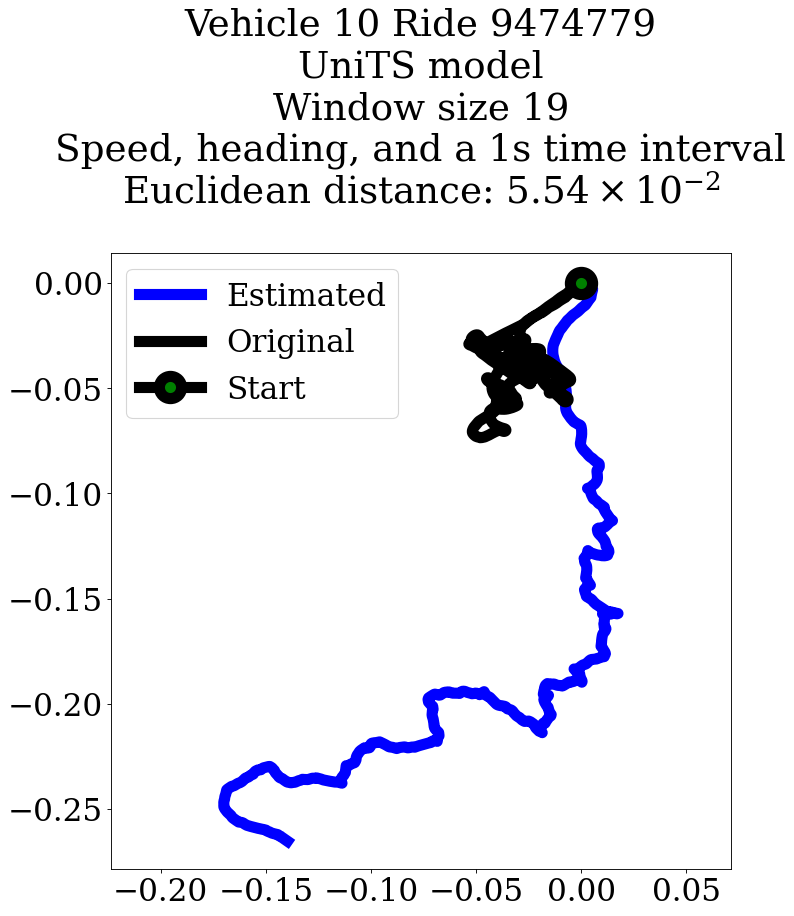 Vehicle 10 Ride 9474779
UniTS model
Window size 19
Speed, heading, and a 1s time interval
Euclidean distance: 5.54 × 10⁻²
Estimated
Original
Start
0.00
−0.05
−0.10
−0.15
−0.20
−0.25
−0.20 −0.15 −0.10 −0.05 0.00 0.05